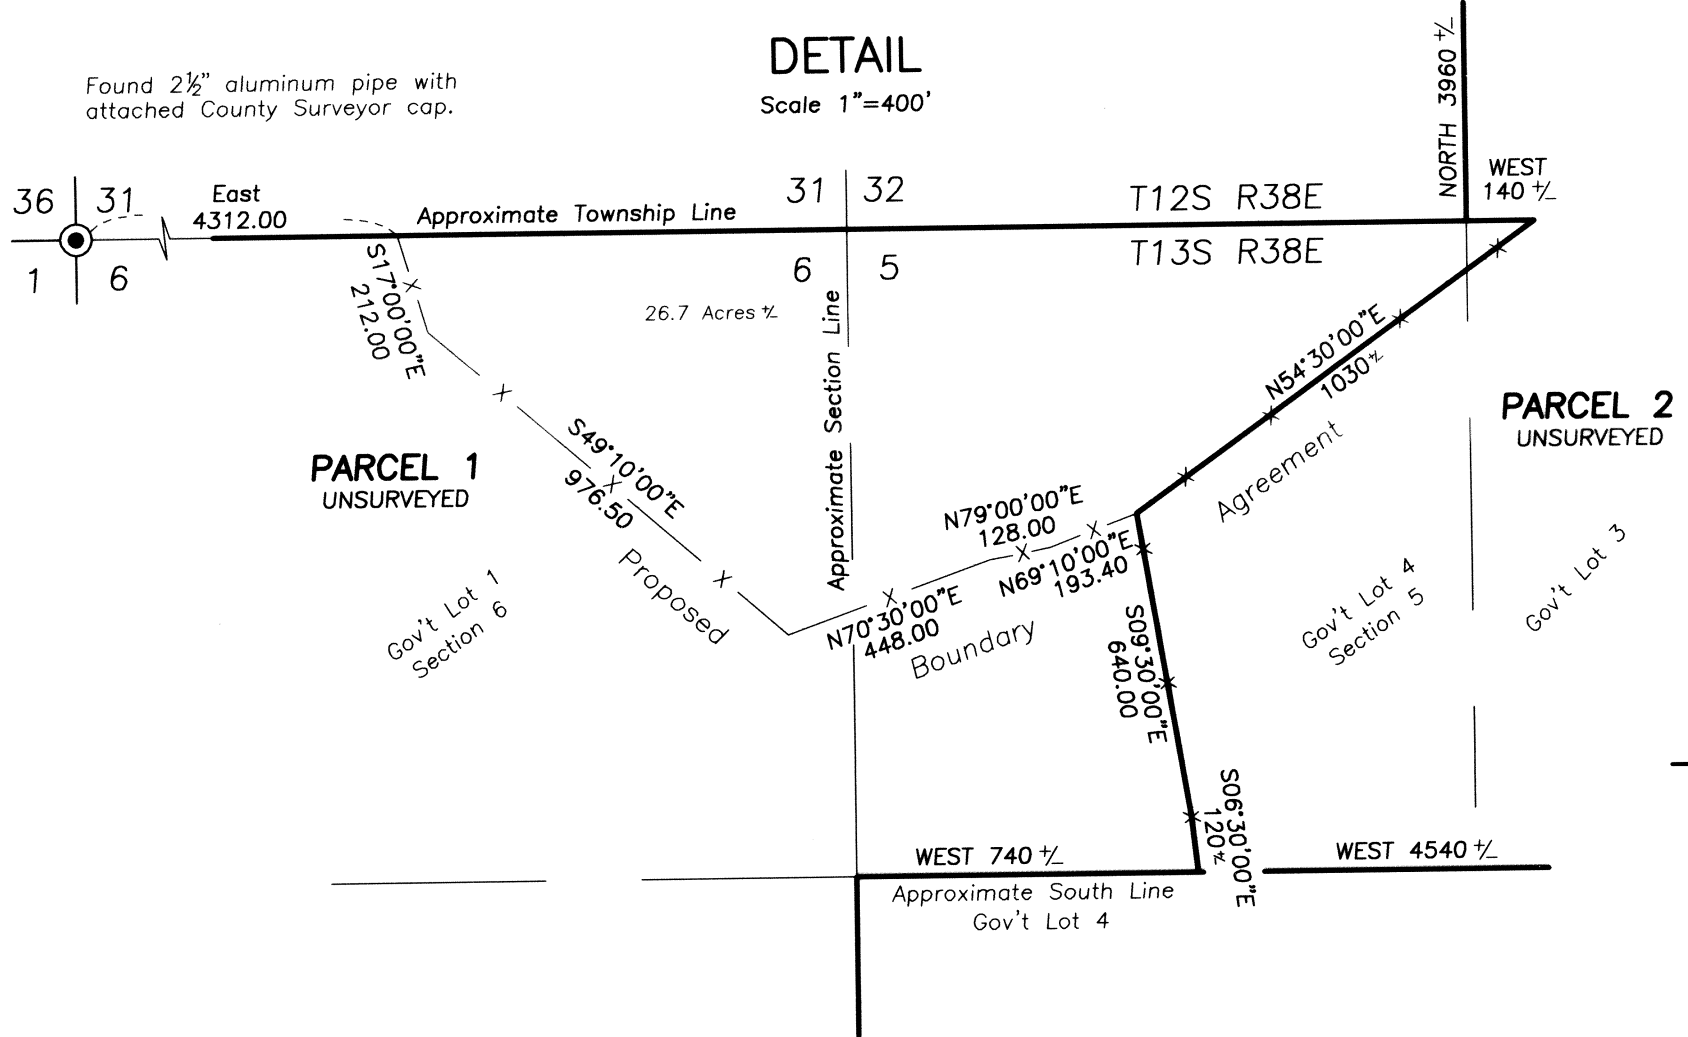 DETAIL
Scale 1"=400'
Found 2½" aluminum pipe with
attached County Surveyor cap.
NORTH 3960 +/-
WEST
140 +/-
36
31
East
4312.00
Approximate Township Line
31
32
T12S R38E
1
6
6
5
T13S R38E
S17°00'00"E
212.00
26.7 Acres +/-
Approximate Section Line
N54°30'00"E
1030 +/-
Agreement
PARCEL 2
UNSURVEYED
PARCEL 1
UNSURVEYED
S49°10'00"E
976.50
Proposed
N79°00'00"E
128.00
N69°10'00"E
193.40
N70°30'00"E
448.00
Boundary
Gov't Lot 1
Section 6
Gov't Lot 4
Section 5
Gov't Lot 3
S09°30'00"E
640.00
S06°30'00"E
120 +/-
WEST 740 +/-
WEST 4540 +/-
Approximate South Line
Gov't Lot 4